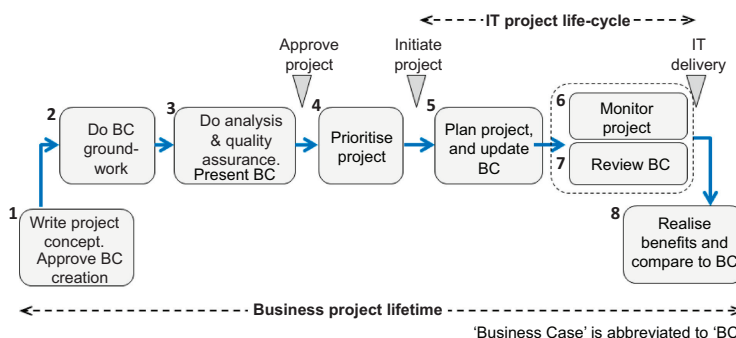 IT project life-cycle
Approve
project
Initiate
project
IT
delivery
1
Write project
concept.
Approve BC
creation
2
Do BC
ground-
work
3
Do analysis
& quality
assurance.
Present BC
4
Prioritise
project
5
Plan project,
and update
BC
6
Monitor
project
7
Review BC
8
Realise
benefits and
compare to BC
Business project lifetime
‘Business Case’ is abbreviated to ‘BC